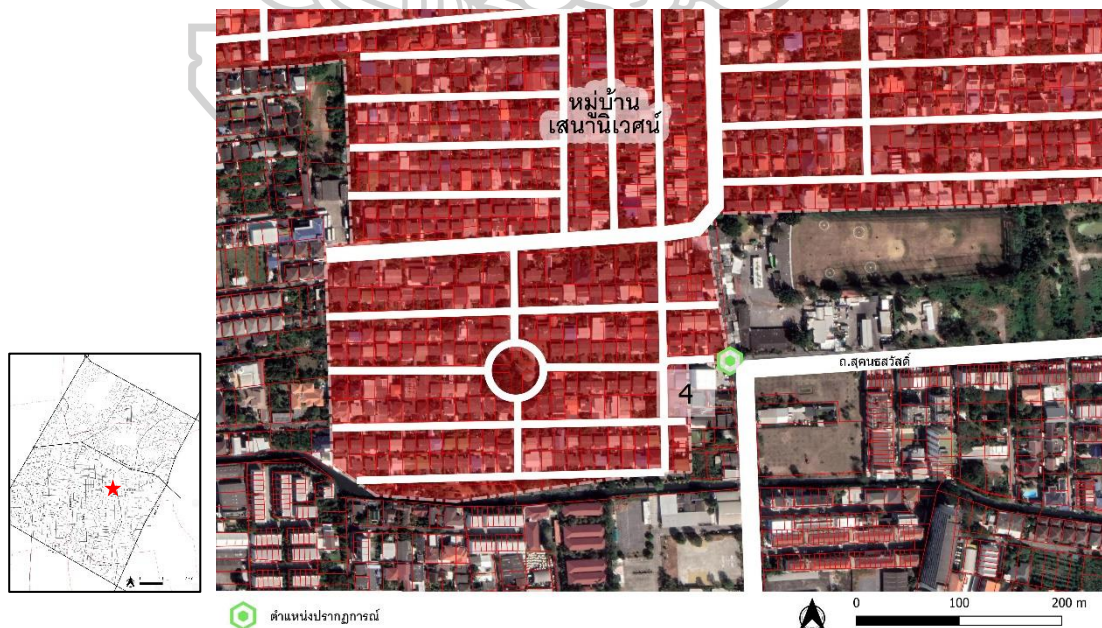 หมู่บ้าน
เสนานิเวศน์
ถ.สุคนธสวัสดิ์
4
ตำแหน่งปรากฏการณ์
0 100 200 m